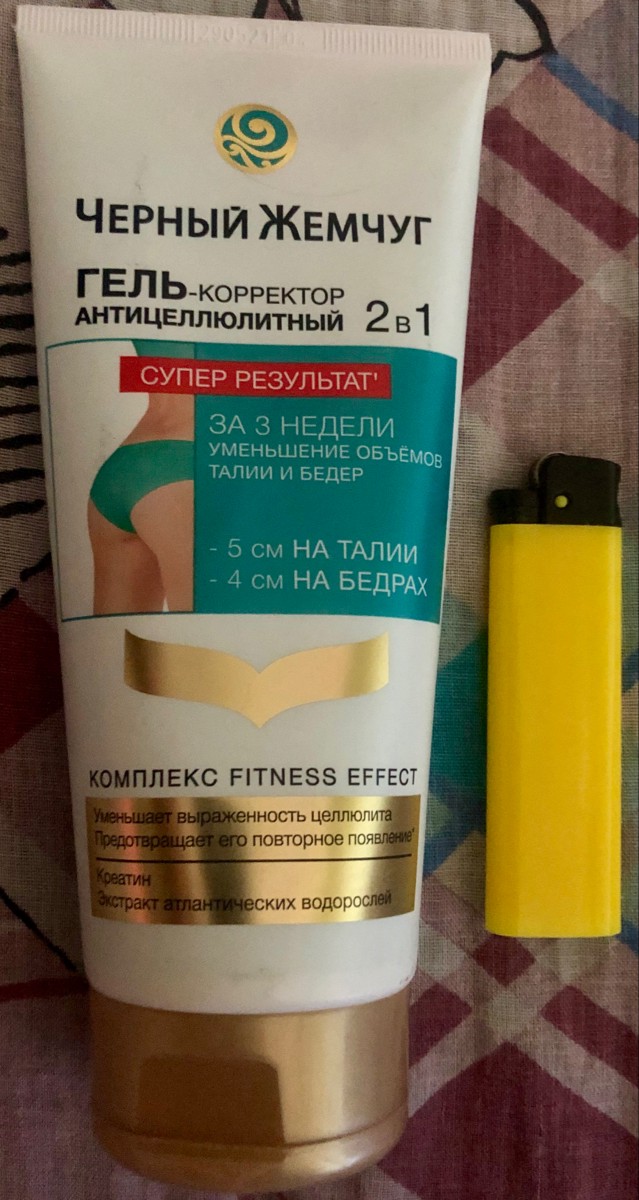 ЧЕРНЫЙ ЖЕМЧУГ
ГЕЛЬ-КОРРЕКТОР
АНТИЦЕЛЛЮЛИТНЫЙ 2в1
СУПЕР РЕЗУЛЬТАТ¹
ЗА 3 НЕДЕЛИ
УМЕНЬШЕНИЕ ОБЪЁМОВ
ТАЛИИ И БЕДЕР
- 5 см НА ТАЛИИ
- 4 см НА БЕДРАХ
КОМПЛЕКС FITNESS EFFECT
Уменьшает выраженность целлюлита
Предотвращает его повторное появление*
Креатин
Экстракт атлантических водорослей